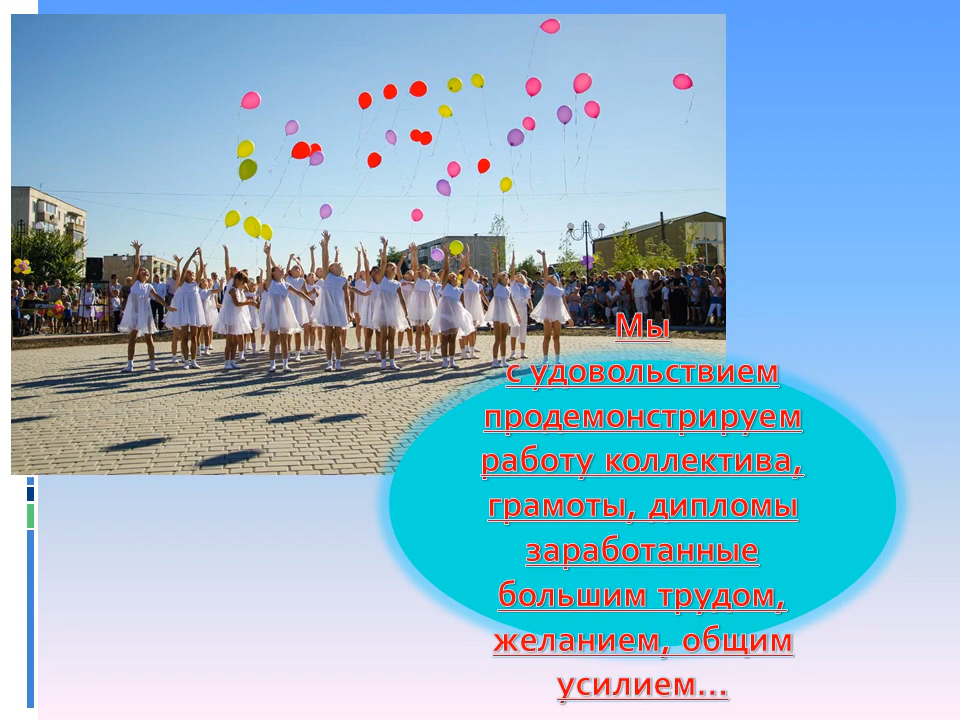 Мы
с удовольствием
продемонстрируем
работу коллектива,
грамоты, дипломы
заработанные
большим трудом,
желанием, общим
усилием...